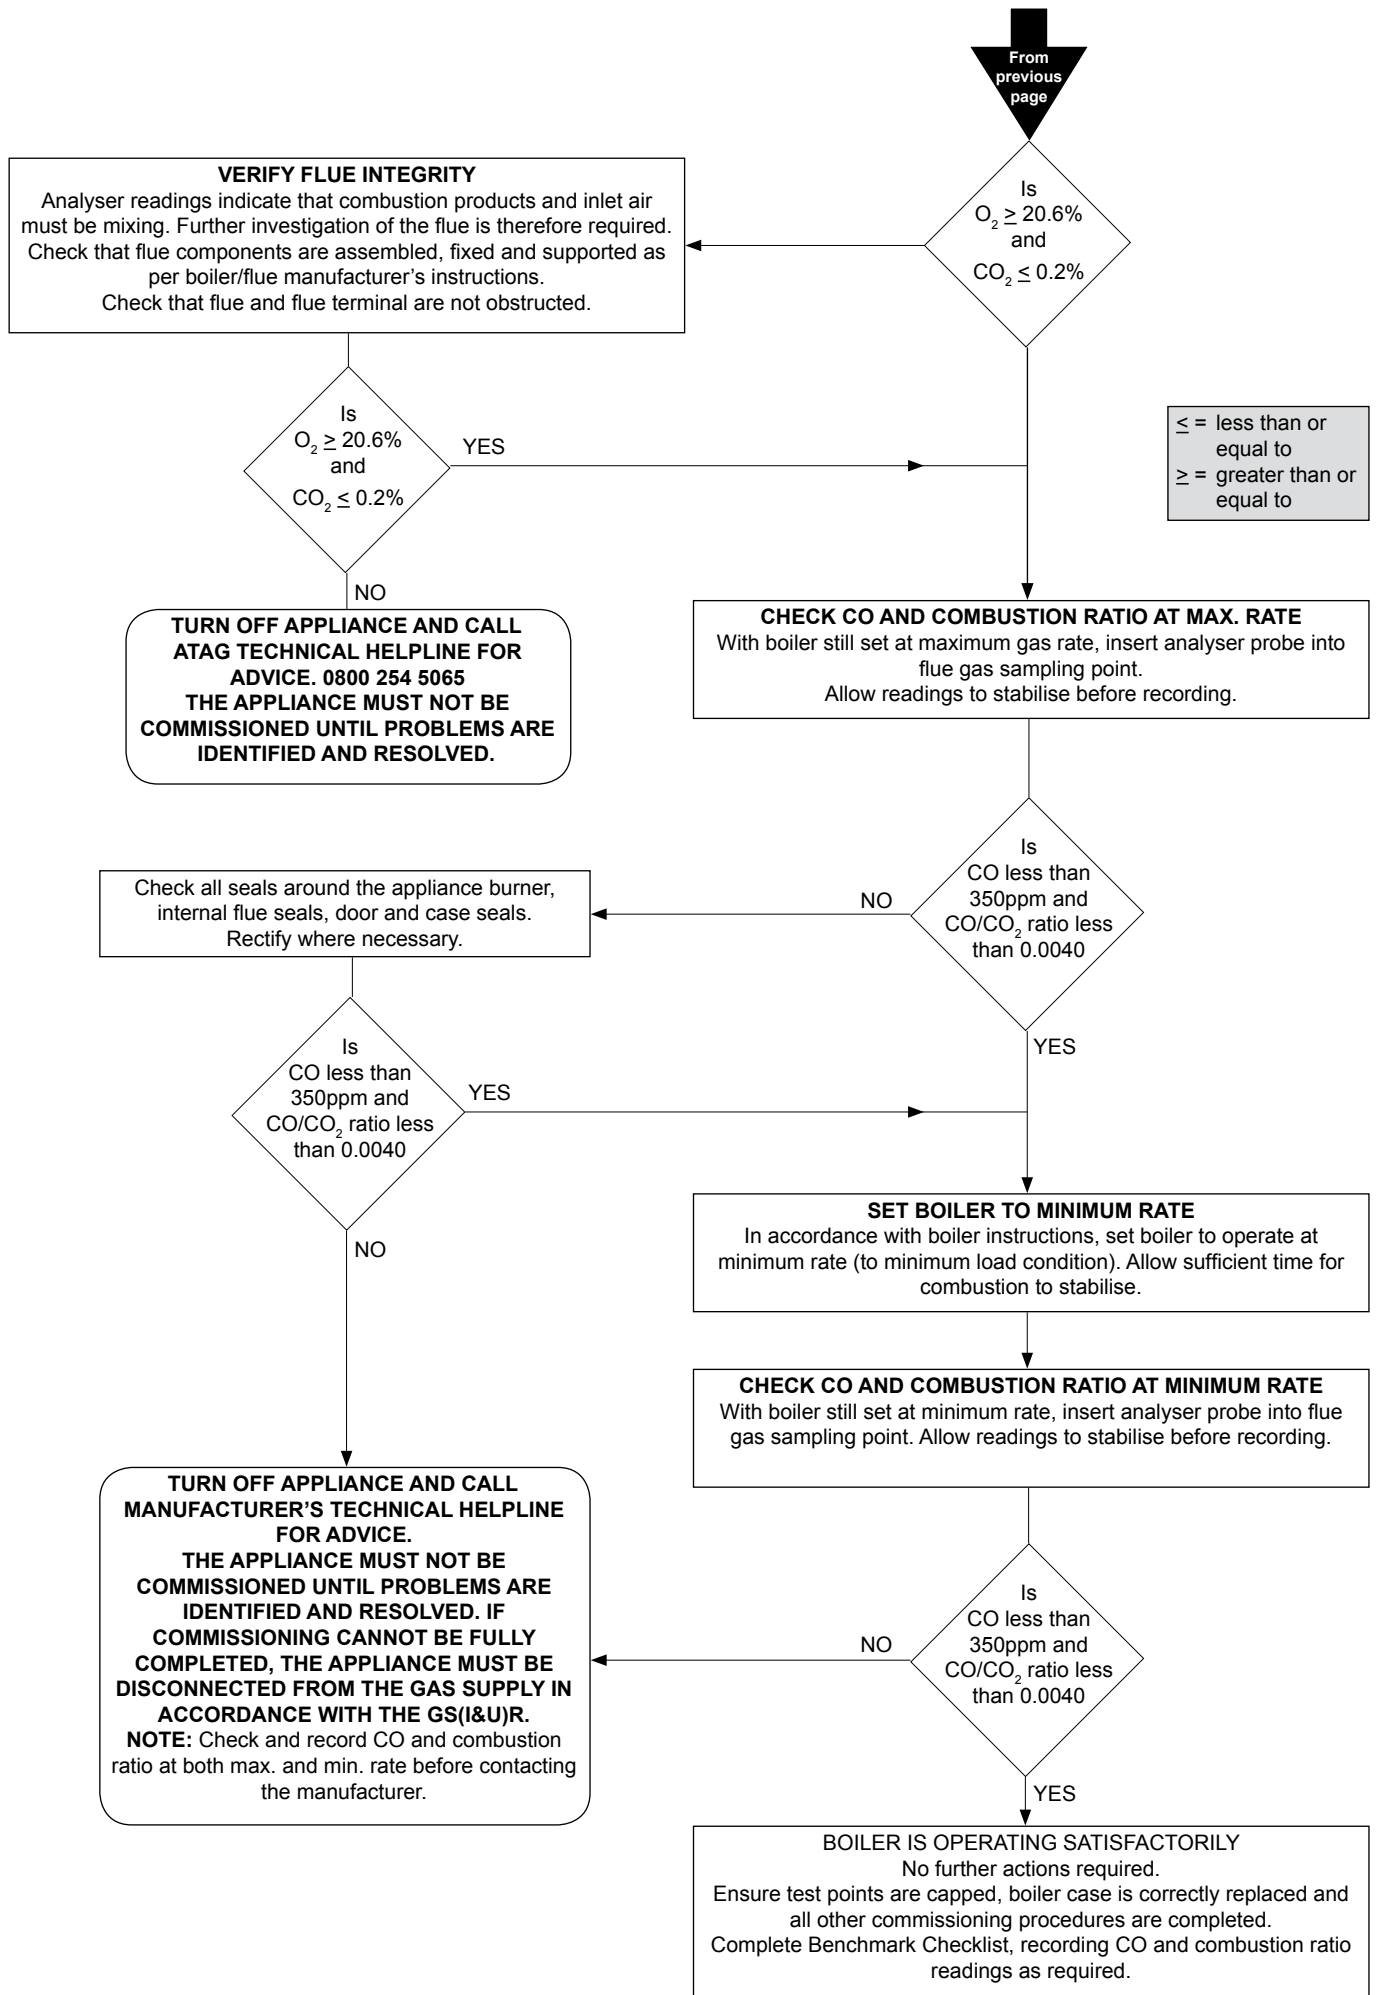 From
previous
page
Is
O₂ ≥ 20.6%
and
CO₂ ≤ 0.2%
VERIFY FLUE INTEGRITY
Analyser readings indicate that combustion products and inlet air
must be mixing. Further investigation of the flue is therefore required.
Check that flue components are assembled, fixed and supported as
per boiler/flue manufacturer’s instructions.
Check that flue and flue terminal are not obstructed.
Is
O₂ ≥ 20.6%
and
CO₂ ≤ 0.2%
YES
NO
≤ = less than or
equal to
≥ = greater than or
equal to
TURN OFF APPLIANCE AND CALL
ATAG TECHNICAL HELPLINE FOR
ADVICE. 0800 254 5065
THE APPLIANCE MUST NOT BE
COMMISSIONED UNTIL PROBLEMS ARE
IDENTIFIED AND RESOLVED.
CHECK CO AND COMBUSTION RATIO AT MAX. RATE
With boiler still set at maximum gas rate, insert analyser probe into
flue gas sampling point.
Allow readings to stabilise before recording.
Is
CO less than
350ppm and
CO/CO₂ ratio less
than 0.0040
NO
YES
Check all seals around the appliance burner,
internal flue seals, door and case seals.
Rectify where necessary.
Is
CO less than
350ppm and
CO/CO₂ ratio less
than 0.0040
YES
NO
SET BOILER TO MINIMUM RATE
In accordance with boiler instructions, set boiler to operate at
minimum rate (to minimum load condition). Allow sufficient time for
combustion to stabilise.
CHECK CO AND COMBUSTION RATIO AT MINIMUM RATE
With boiler still set at minimum rate, insert analyser probe into flue
gas sampling point. Allow readings to stabilise before recording.
TURN OFF APPLIANCE AND CALL
MANUFACTURER’S TECHNICAL HELPLINE
FOR ADVICE.
THE APPLIANCE MUST NOT BE
COMMISSIONED UNTIL PROBLEMS ARE
IDENTIFIED AND RESOLVED. IF
COMMISSIONING CANNOT BE FULLY
COMPLETED, THE APPLIANCE MUST BE
DISCONNECTED FROM THE GAS SUPPLY IN
ACCORDANCE WITH THE GS(I&U)R.
NOTE: Check and record CO and combustion
ratio at both max. and min. rate before contacting
the manufacturer.
Is
CO less than
350ppm and
CO/CO₂ ratio less
than 0.0040
NO
YES
BOILER IS OPERATING SATISFACTORILY
No further actions required.
Ensure test points are capped, boiler case is correctly replaced and
all other commissioning procedures are completed.
Complete Benchmark Checklist, recording CO and combustion ratio
readings as required.